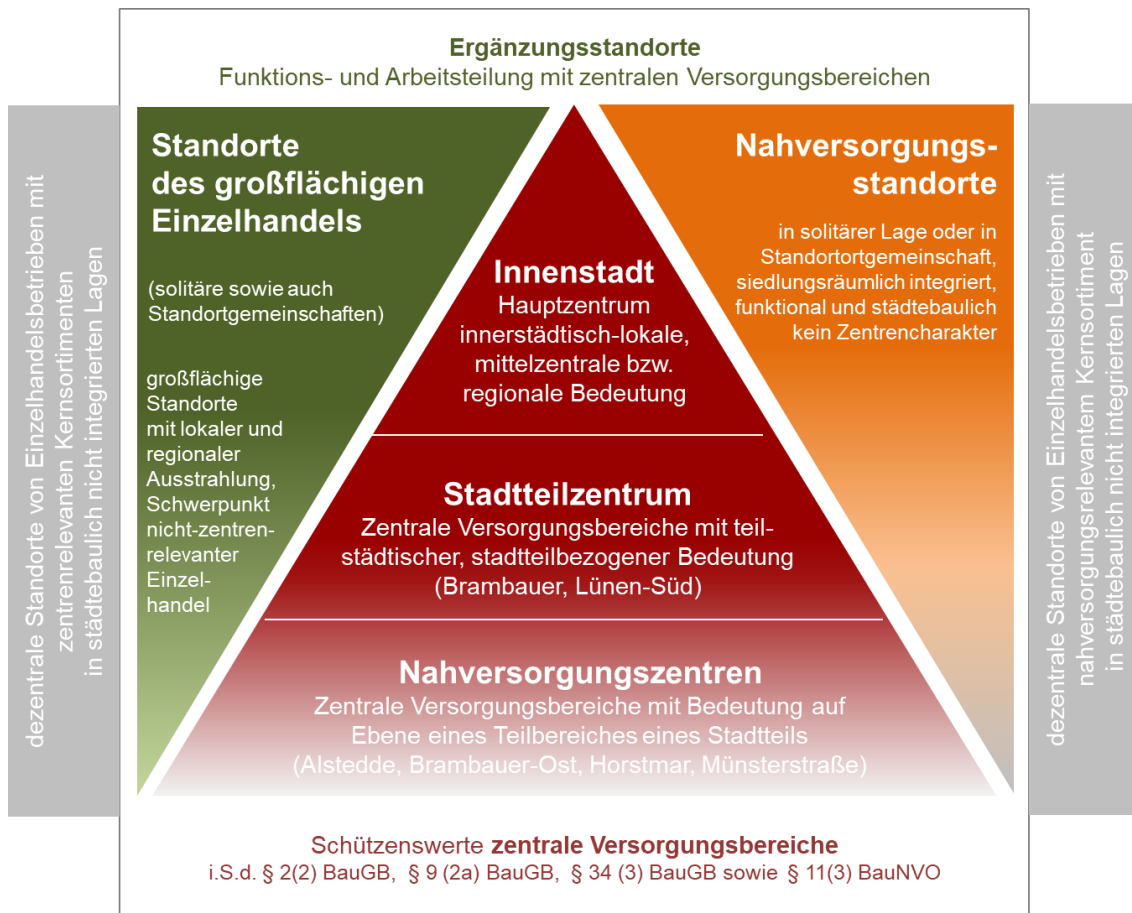 Ergänzungsstandorte
Funktions- und Arbeitsteilung mit zentralen Versorgungsbereichen
dezentrale Standorte von Einzelhandelsbetrieben mit
zentrenrelevanten Kernsortimenten
in städtebaulich nicht integrierten Lagen
Standorte
des großflächigen
Einzelhandels
(solitäre sowie auch
Standortgemeinschaften)
großflächige
Standorte
mit lokaler und
regionaler
Ausstrahlung,
Schwerpunkt
nicht-zentren-
relevanter
Einzel-
handel
Innenstadt
Hauptzentrum
innerstädtisch-lokale,
mittelzentrale bzw.
regionale Bedeutung
Stadtteilzentrum
Zentrale Versorgungsbereiche mit teil-
städtischer, stadtteilbezogener Bedeutung
(Brambauer, Lünen-Süd)
Nahversorgungszentren
Zentrale Versorgungsbereiche mit Bedeutung auf
Ebene eines Teilbereiches eines Stadtteils
(Alstedde, Brambauer-Ost, Horstmar, Münsterstraße)
Nahversorgungs-
standorte
in solitärer Lage oder in
Standortortgemeinschaft,
siedlungsräumlich integriert,
funktional und städtebaulich
kein Zentrencharakter
dezentrale Standorte von Einzelhandelsbetrieben mit
nahversorgungsrelevantem Kernsortiment
in städtebaulich nicht integrierten Lagen
Schützenswerte zentrale Versorgungsbereiche
i.S.d. § 2(2) BauGB, § 9 (2a) BauGB, § 34 (3) BauGB sowie § 11(3) BauNVO